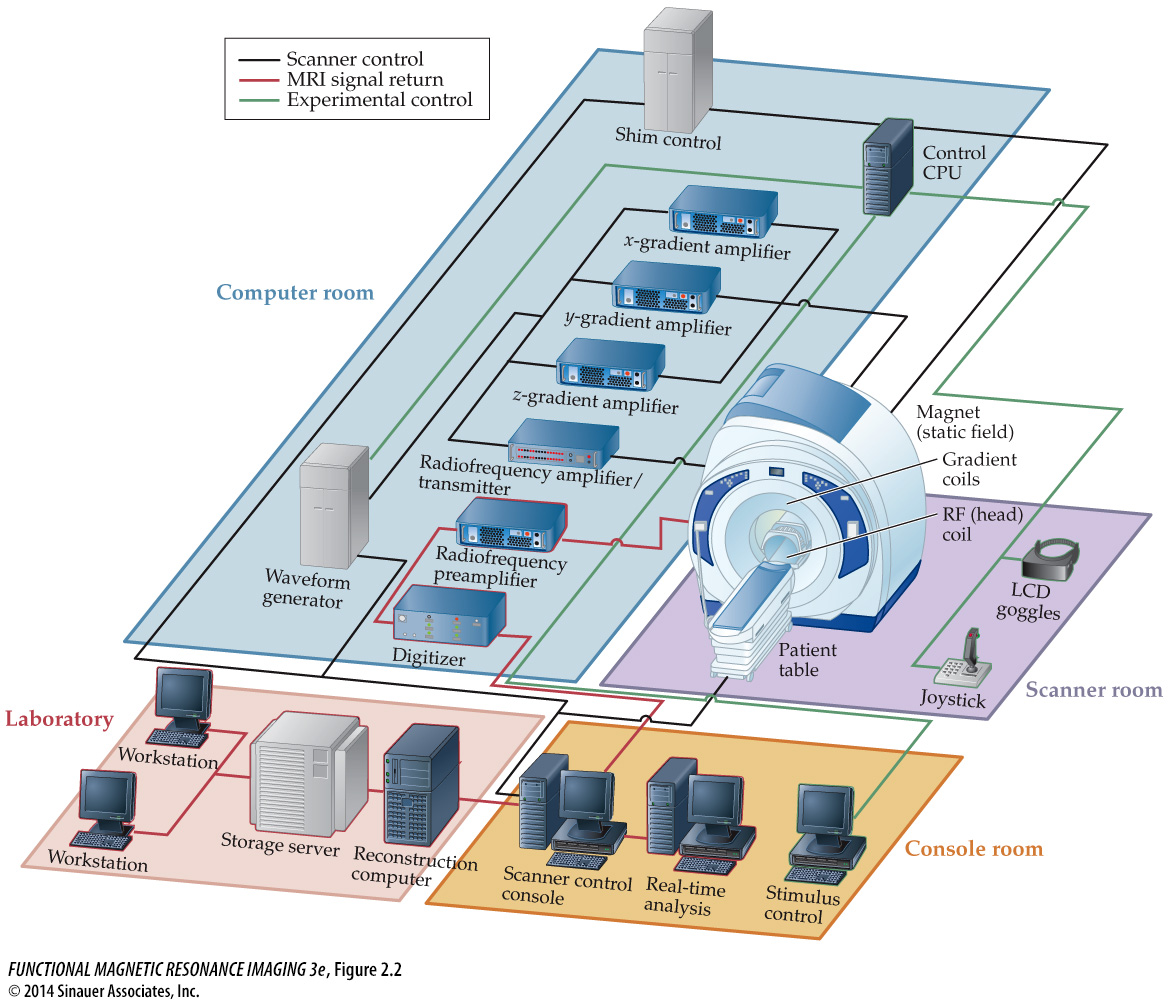 Scanner control
MRI signal return
Experimental control
Shim control
Control
CPU
x-gradient amplifier
Computer room
y-gradient amplifier
z-gradient amplifier
Magnet
(static field)
Gradient
coils
Radiofrequency amplifier/
transmitter
RF (head)
coil
Radiofrequency
preamplifier
Waveform
generator
LCD
goggles
Digitizer
Patient
table
Joystick
Scanner room
Laboratory
Workstation
Storage server
Workstation
Reconstruction
computer
Console room
Scanner control
console
Real-time
analysis
Stimulus
control
FUNCTIONAL MAGNETIC RESONANCE IMAGING 3e, Figure 2.2
© 2014 Sinauer Associates, Inc.